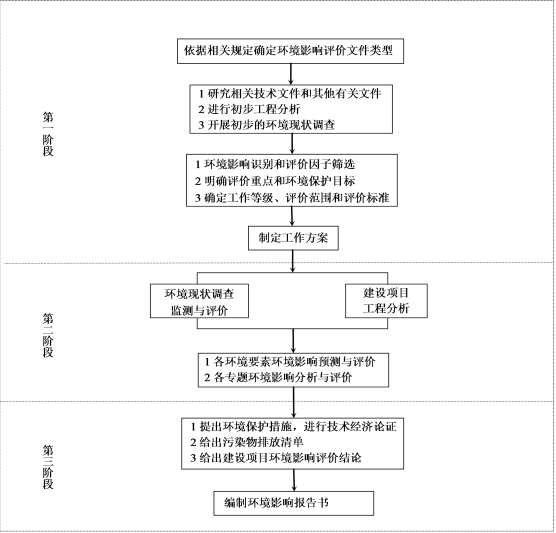 依据相关规定确定环境影响评价文件类型
第一阶段
1 研究相关技术文件和其他有关文件
2 进行初步工程分析
3 开展初步的环境现状调查
1 环境影响识别和评价因子筛选
2 明确评价重点和环境保护目标
3 确定工作等级、评价范围和评价标准
制定工作方案
第二阶段
环境现状调查
监测与评价
建设项目
工程分析
1 各环境要素环境影响预测与评价
2 各专题环境影响分析与评价
第三阶段
1 提出环境保护措施，进行技术经济论证
2 给出污染物排放清单
3 给出建设项目环境影响评价结论
编制环境影响报告书